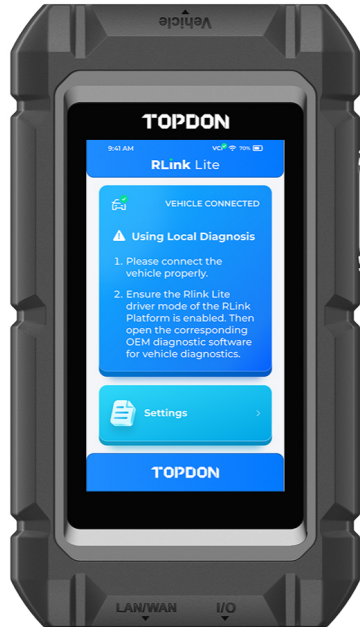 Vehicle
TOPDON
9:41 AM VCI 70%
RLink Lite
VEHICLE CONNECTED
Using Local Diagnosis
1. Please connect the
vehicle properly.
2. Ensure the Rlink Lite
driver mode of the RLink
Platform is enabled. Then
open the corresponding
OEM diagnostic software
for vehicle diagnostics.
Settings
TOPDON
LAN/WAN I/O